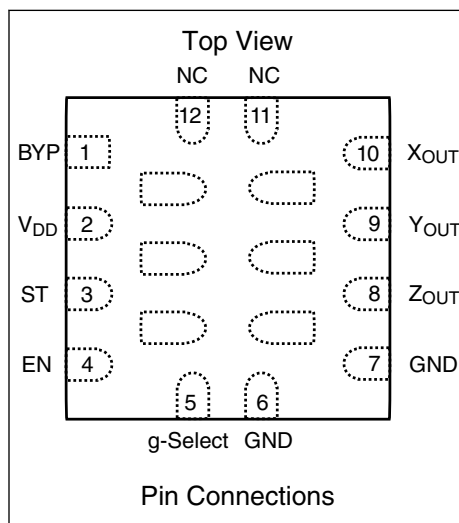 Top View
NC NC
12 11
BYP 1 10 XOUT
VDD 2 9 YOUT
ST 3 8 ZOUT
EN 4 7 GND
5 6
g-Select GND
Pin Connections